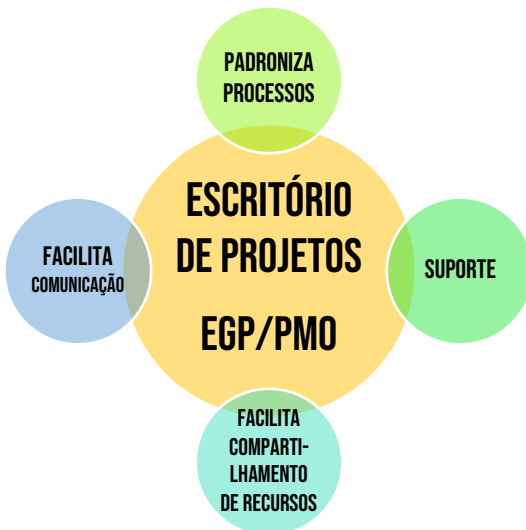 PADRONIZA
PROCESSOS
ESCRITÓRIO
DE PROJETOS
EGP/PMO
FACILITA
COMUNICAÇÃO
SUPORTE
FACILITA
COMPARTI-
LHAMENTO
DE RECURSOS